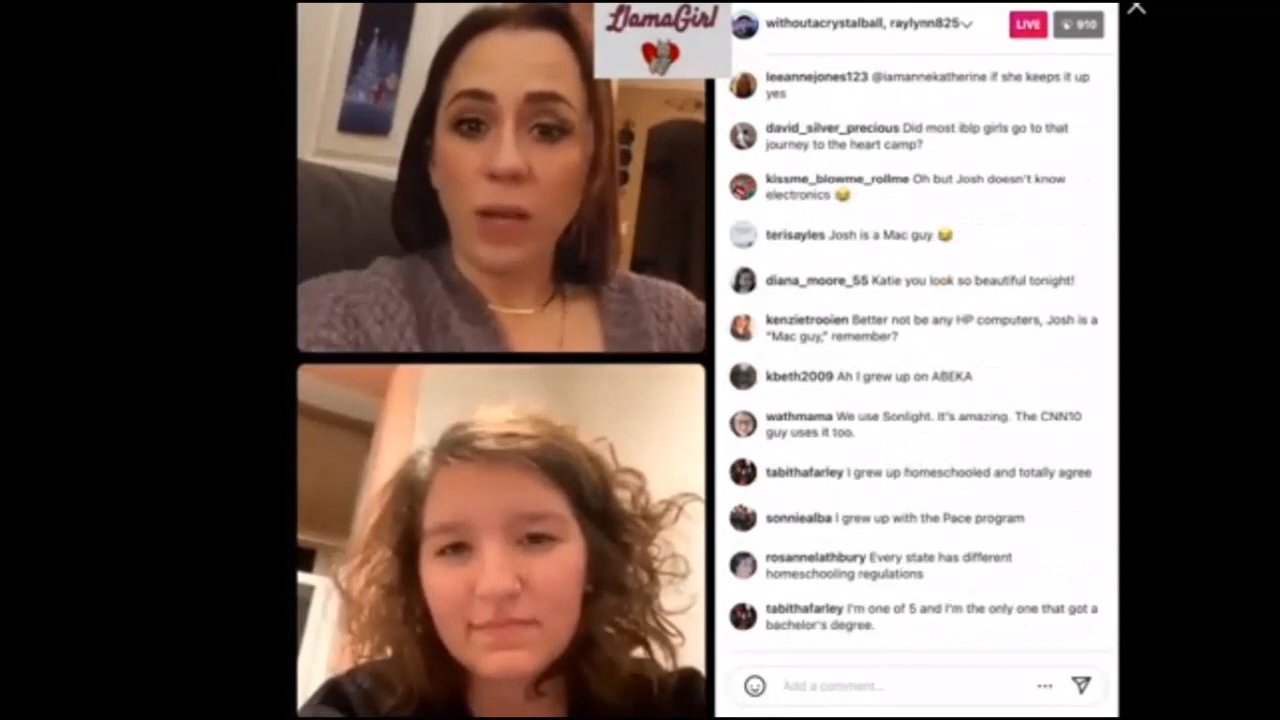 LlamaGirl
withoutacrystalball, raylynn825
LIVE
910
leeannejones123 @iamannekatherine if she keeps it up
yes
david_silver_precious Did most iblp girls go to that
journey to the heart camp?
kissme_blowme_rollme Oh but Josh doesn't know
electronics 😂
terisayles Josh is a Mac guy 😂
diana_moore_55 Katie you look so beautiful tonight!
kenzietrooien Better not be any HP computers, Josh is a
"Mac guy," remember?
kbeth2009 Ah I grew up on ABEKA
wathmama We use Sonlight. It's amazing. The CNN10
guy uses it too.
tabithafarley I grew up homeschooled and totally agree
sonniealba I grew up with the Pace program
rosannelathbury Every state has different
homeschooling regulations
tabithafarley I'm one of 5 and I'm the only one that got a
bachelor's degree.
Add a comment...